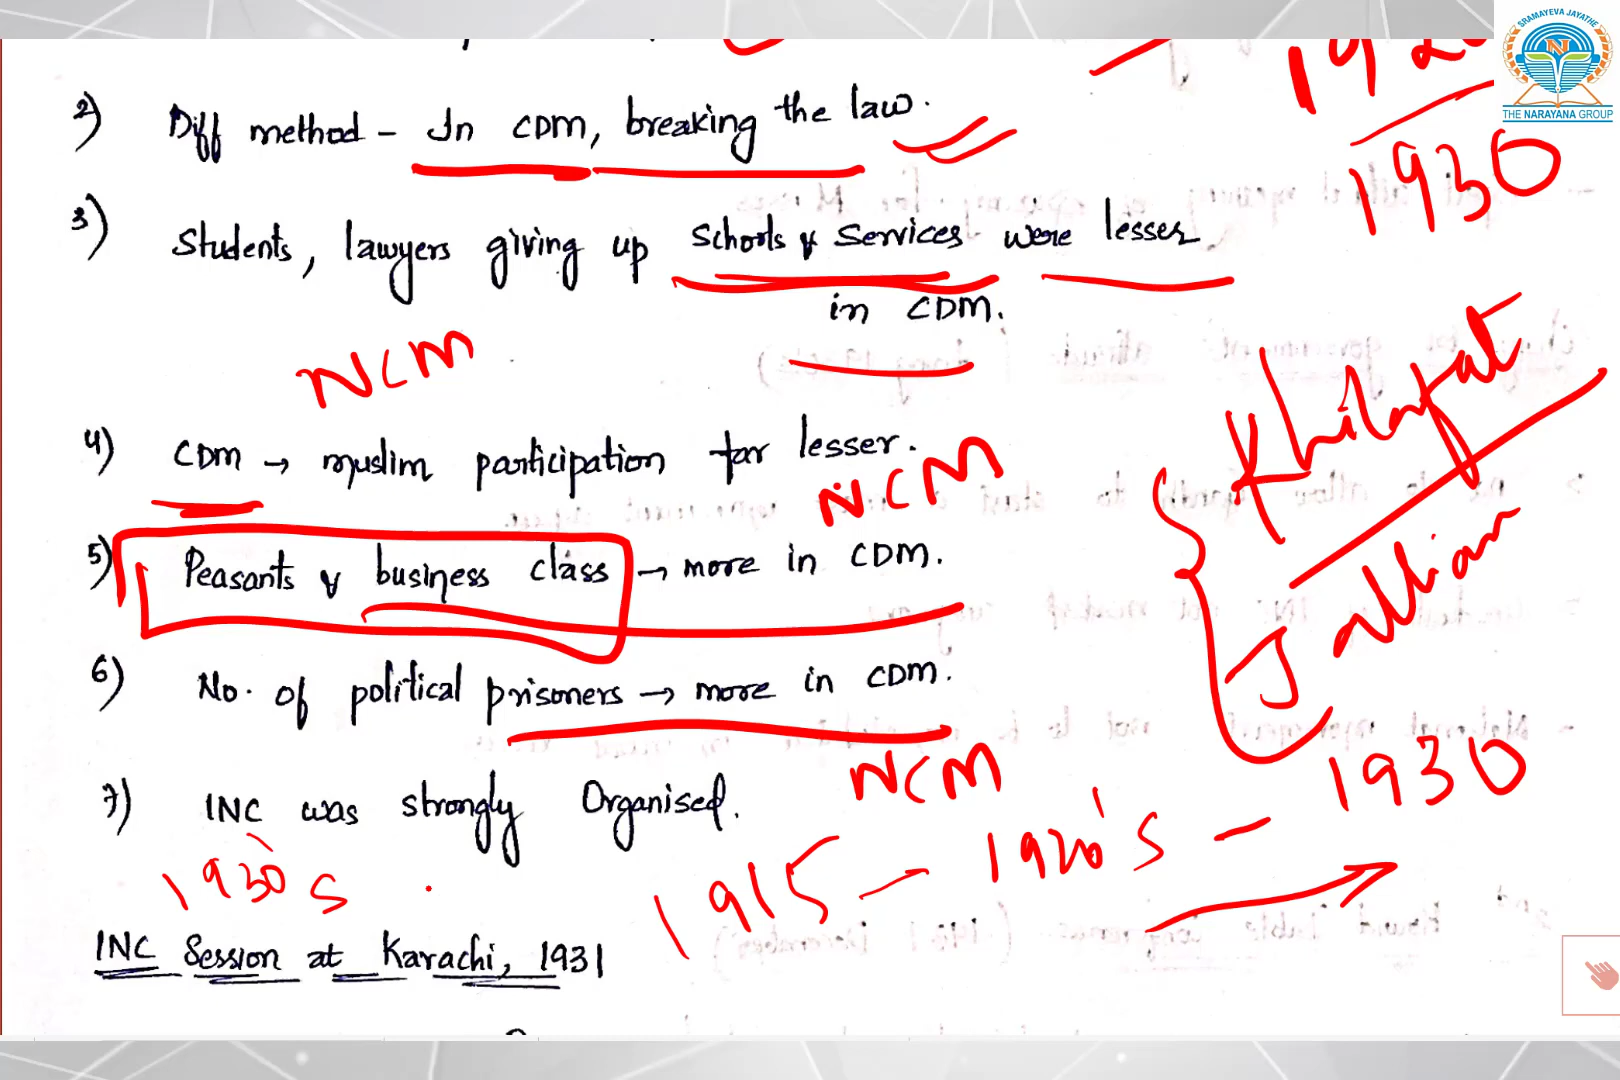 SRAMAYEVA JAYATHE
N
THE NARAYANA GROUP
1930
2) Diff method - In CDM, breaking the law.
3) Students, lawyers giving up schools & services were lesser
in CDM.
NCM
Khilafat
4) CDM → muslim participation far lesser.
NCM
Jallian
5) Peasants & business class → more in CDM.
6) No. of political prisoners → more in CDM.
NCM
7) INC was strongly Organised.
1930's
1915 - 1920's - 1930
INC Session at Karachi, 1931